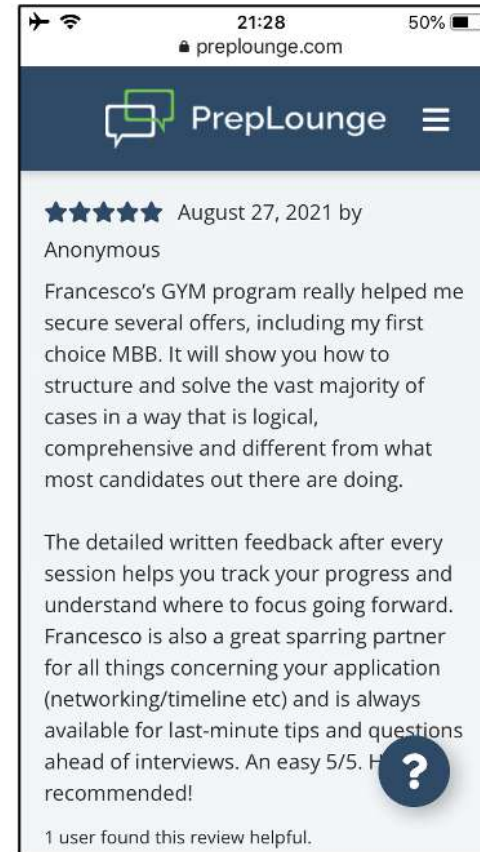 21:28
50%
preplounge.com
PrepLounge
August 27, 2021 by
Anonymous
Francesco’s GYM program really helped me
secure several offers, including my first
choice MBB. It will show you how to
structure and solve the vast majority of
cases in a way that is logical,
comprehensive and different from what
most candidates out there are doing.
The detailed written feedback after every
session helps you track your progress and
understand where to focus going forward.
Francesco is also a great sparring partner
for all things concerning your application
(networking/timeline etc) and is always
available for last-minute tips and questions
ahead of interviews. An easy 5/5.
recommended!
?
1 user found this review helpful.